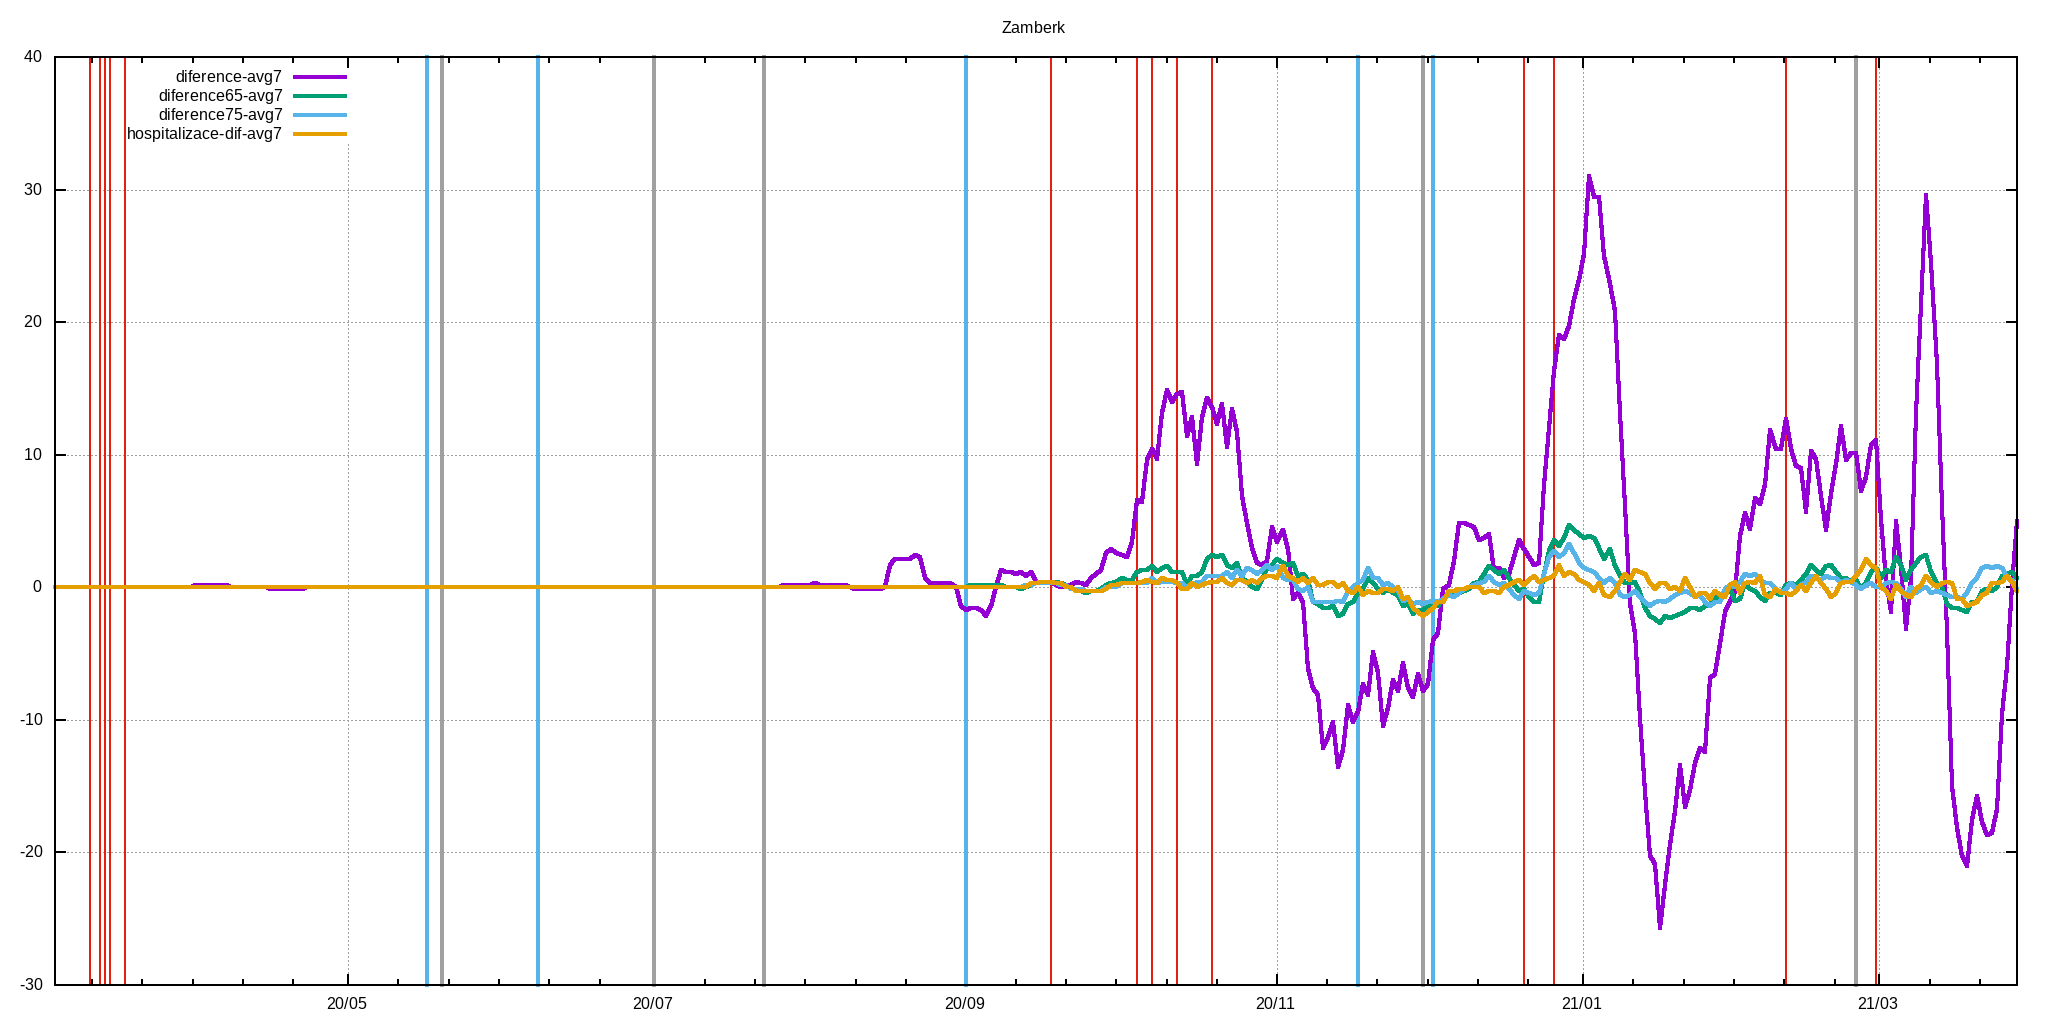 Zamberk
40
diference-avg7
diference65-avg7
diference75-avg7
hospitalizace-dif-avg7
30
20
10
0
-10
-20
-30
20/05 20/07 20/09 20/11 21/01 21/03